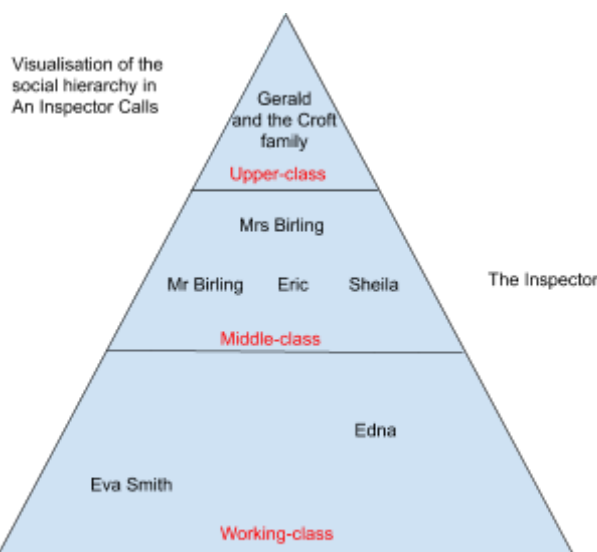 Visualisation of the
social hierarchy in
An Inspector Calls
Gerald
and the Croft
family
Upper-class
Mrs Birling
Mr Birling Eric Sheila
The Inspector
Middle-class
Edna
Eva Smith
Working-class